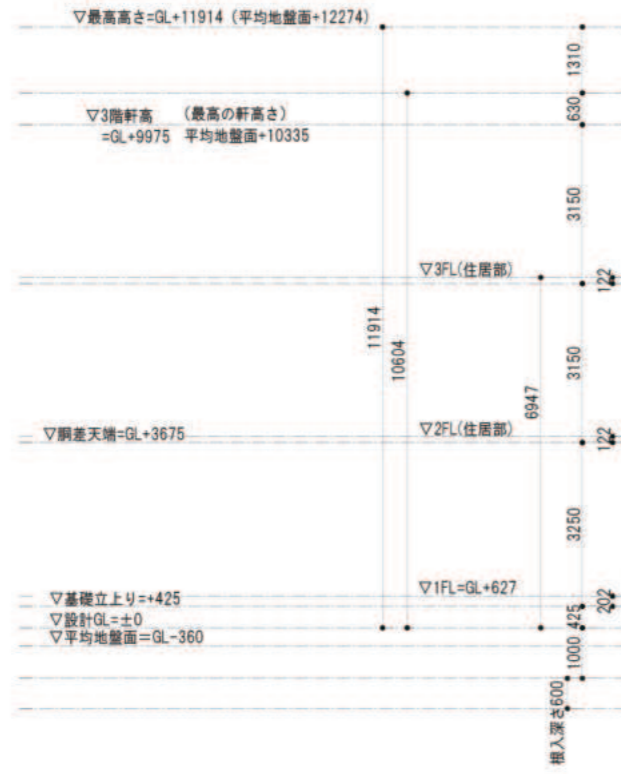 ▽最高高さ=GL+11914（平均地盤面+12274）
1310
▽3階軒高　（最高の軒高さ）
=GL+9975　平均地盤面+10335
630
3150
▽3FL(住居部)
122
11914
10604
6947
3150
▽胴差天端=GL+3675
▽2FL(住居部)
122
3250
▽1FL=GL+627
▽基礎立上り=+425
202
▽設計GL=±0
425
▽平均地盤面＝GL-360
1000
根入深さ600